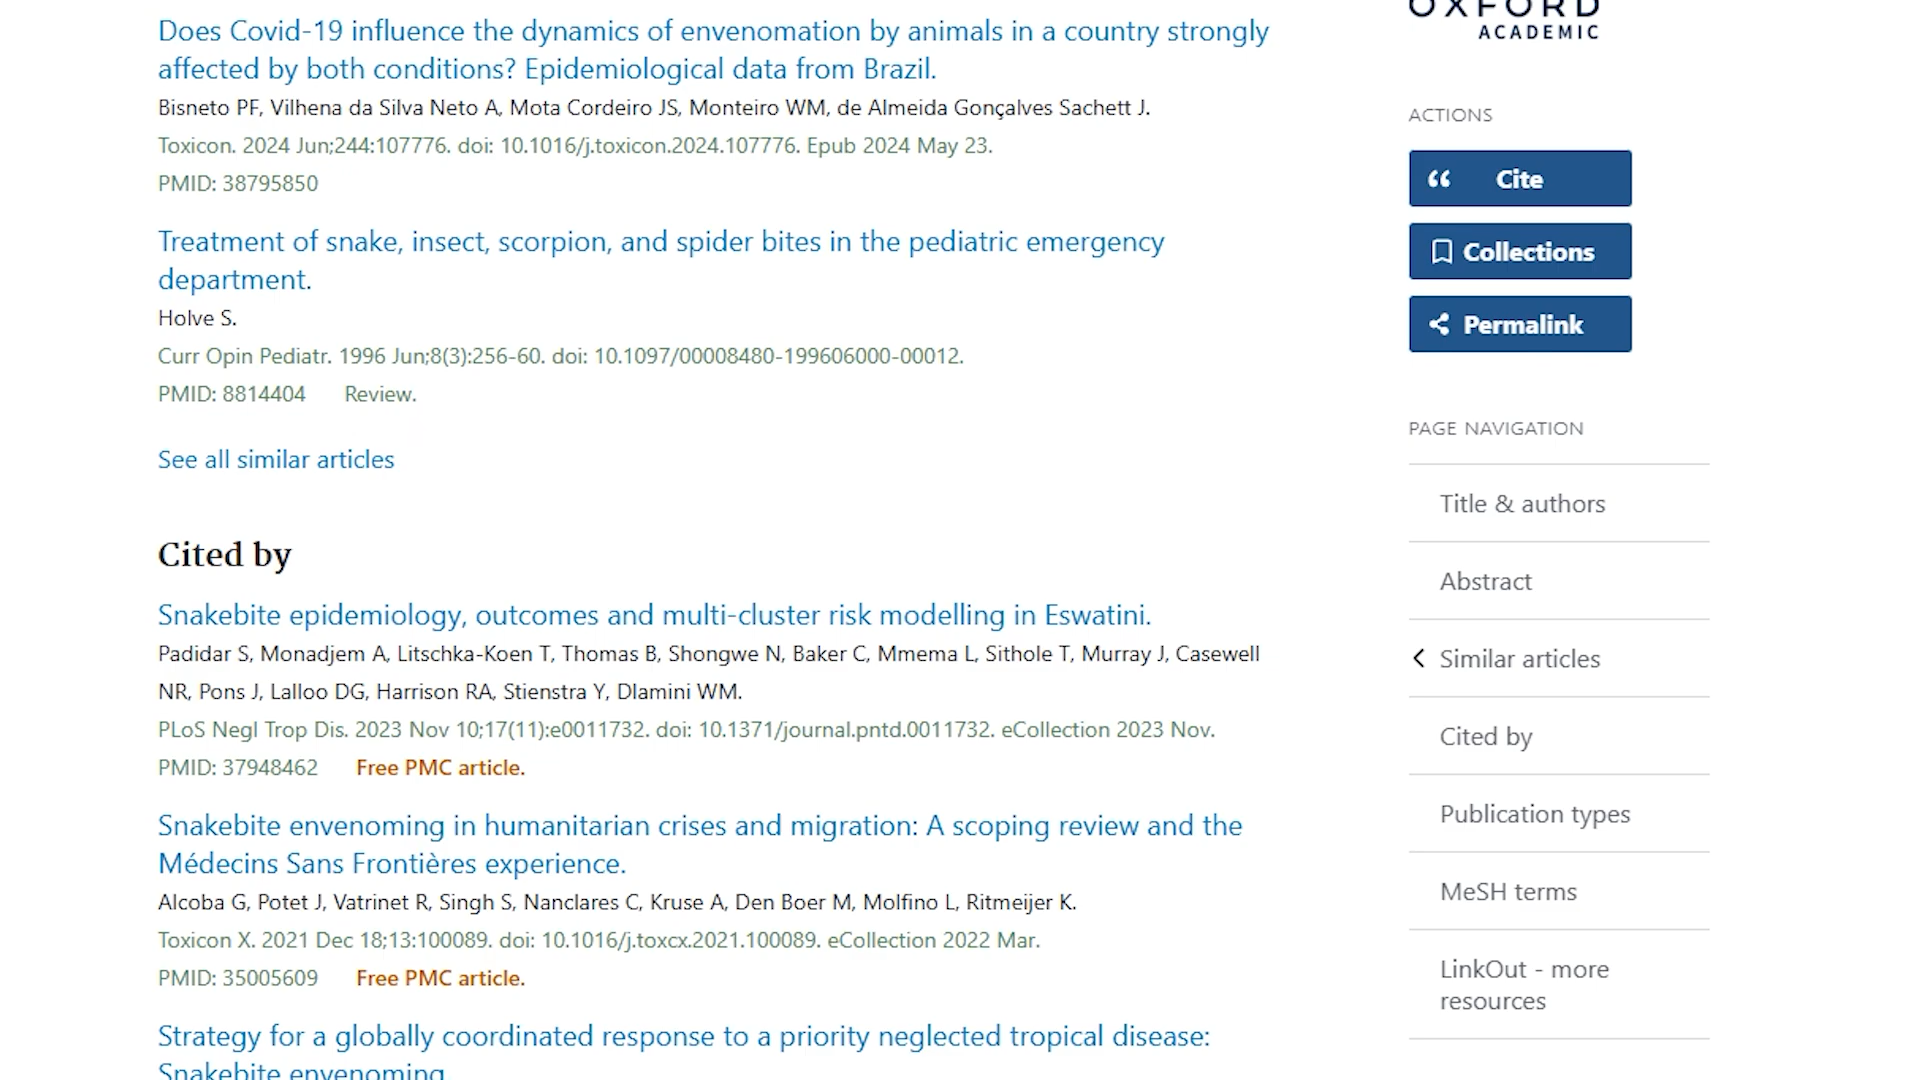 Does Covid-19 influence the dynamics of envenomation by animals in a country strongly
affected by both conditions? Epidemiological data from Brazil.
Bisneto PF, Vilhena da Silva Neto A, Mota Cordeiro JS, Monteiro WM, de Almeida Gonçalves Sachett J.
Toxicon. 2024 Jun;244:107776. doi: 10.1016/j.toxicon.2024.107776. Epub 2024 May 23.
PMID: 38795850
Treatment of snake, insect, scorpion, and spider bites in the pediatric emergency
department.
Holve S.
Curr Opin Pediatr. 1996 Jun;8(3):256-60. doi: 10.1097/00008480-199606000-00012.
PMID: 8814404 Review.
See all similar articles
Cited by
Snakebite epidemiology, outcomes and multi-cluster risk modelling in Eswatini.
Padidar S, Monadjem A, Litschka-Koen T, Thomas B, Shongwe N, Baker C, Mmema L, Sithole T, Murray J, Casewell
NR, Pons J, Lalloo DG, Harrison RA, Stienstra Y, Dlamini WM.
PLoS Negl Trop Dis. 2023 Nov 10;17(11):e0011732. doi: 10.1371/journal.pntd.0011732. eCollection 2023 Nov.
PMID: 37948462 Free PMC article.
Snakebite envenoming in humanitarian crises and migration: A scoping review and the
Médecins Sans Frontières experience.
Alcoba G, Potet J, Vatrinet R, Singh S, Nanclares C, Kruse A, Den Boer M, Molfino L, Ritmeijer K.
Toxicon X. 2021 Dec 18;13:100089. doi: 10.1016/j.toxcx.2021.100089. eCollection 2022 Mar.
PMID: 35005609 Free PMC article.
Strategy for a globally coordinated response to a priority neglected tropical disease:
Snakebite envenoming.
OXFORD
ACADEMIC
ACTIONS
Cite
Collections
Permalink
PAGE NAVIGATION
Title & authors
Abstract
Similar articles
Cited by
Publication types
MeSH terms
LinkOut - more
resources